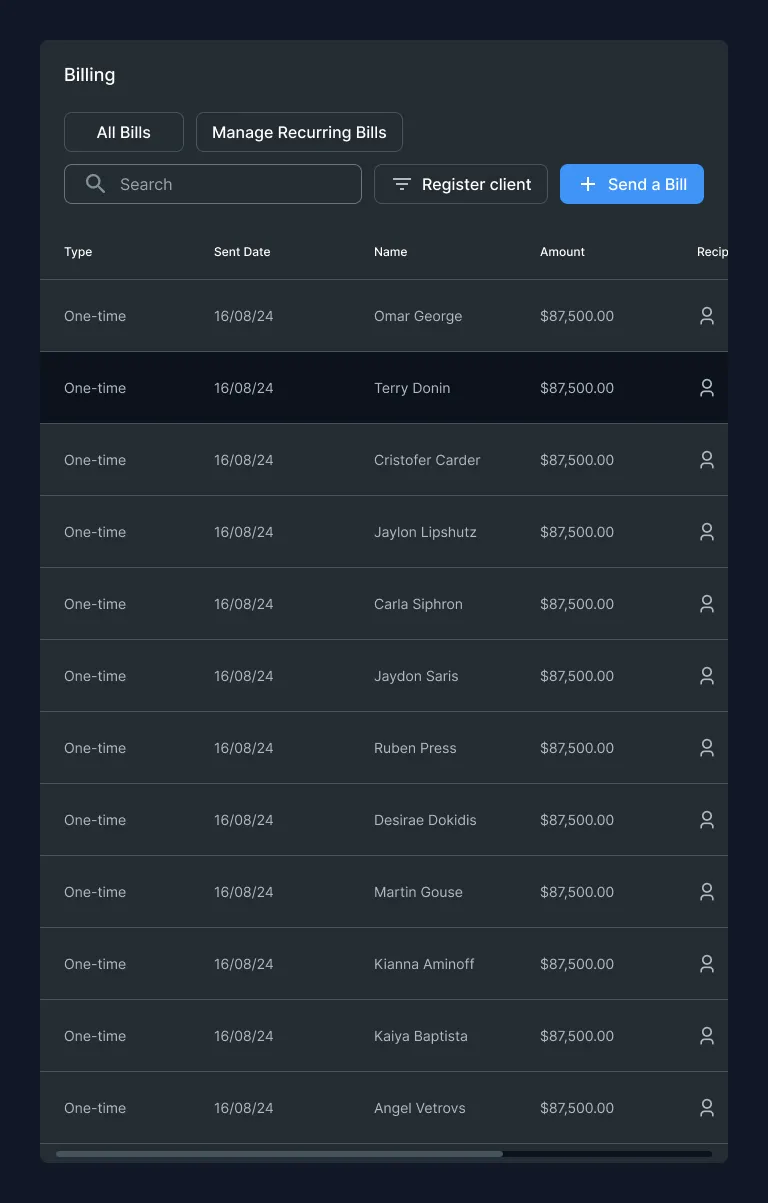 Billing
All Bills Manage Recurring Bills
Search Register client Send a Bill
Type Sent Date Name Amount Recip
One-time 16/08/24 Omar George $87,500.00
One-time 16/08/24 Terry Donin $87,500.00
One-time 16/08/24 Cristofer Carder $87,500.00
One-time 16/08/24 Jaylon Lipshutz $87,500.00
One-time 16/08/24 Carla Siphron $87,500.00
One-time 16/08/24 Jaydon Saris $87,500.00
One-time 16/08/24 Ruben Press $87,500.00
One-time 16/08/24 Desirae Dokidis $87,500.00
One-time 16/08/24 Martin Gouse $87,500.00
One-time 16/08/24 Kianna Aminoff $87,500.00
One-time 16/08/24 Kaiya Baptista $87,500.00
One-time 16/08/24 Angel Vetrovs $87,500.00